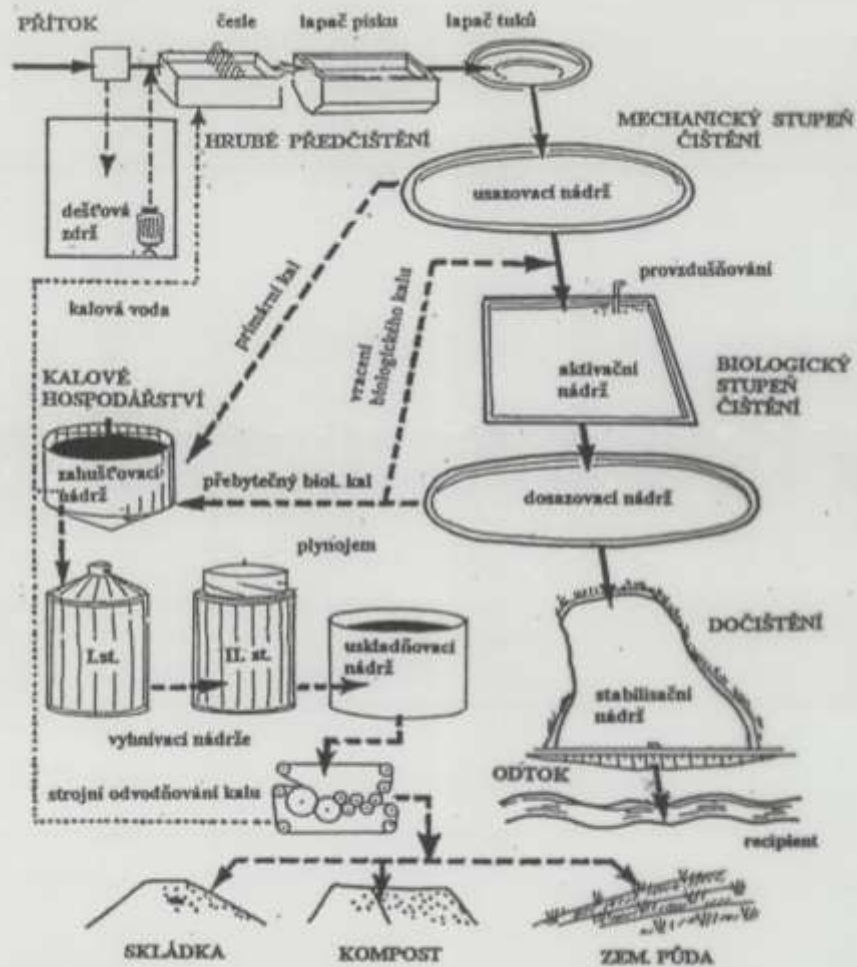 PŘÍTOK
česle
lapač písku
lapač tuků
HRUBÉ PŘEDČIŠTĚNÍ
MECHANICKÝ STUPEŇ
ČIŠTĚNÍ
dešťová
zdrž
usazovací nádrž
kalová voda
primární kal
vracení
biologického kalu
provzdušňování
aktivační
nádrž
BIOLOGICKÝ
STUPEŇ
ČIŠTĚNÍ
KALOVÉ
HOSPODÁŘSTVÍ
zahušťovací
nádrž
přebytečný biol. kal
dosazovací nádrž
plynojem
I.st.
II. st.
uskladňovací
nádrž
DOČIŠTĚNÍ
stabilisační
nádrž
vyhnívací nádrže
ODTOK
strojní odvodňování kalu
recipient
SKLÁDKA
KOMPOST
ZEM. PŮDA